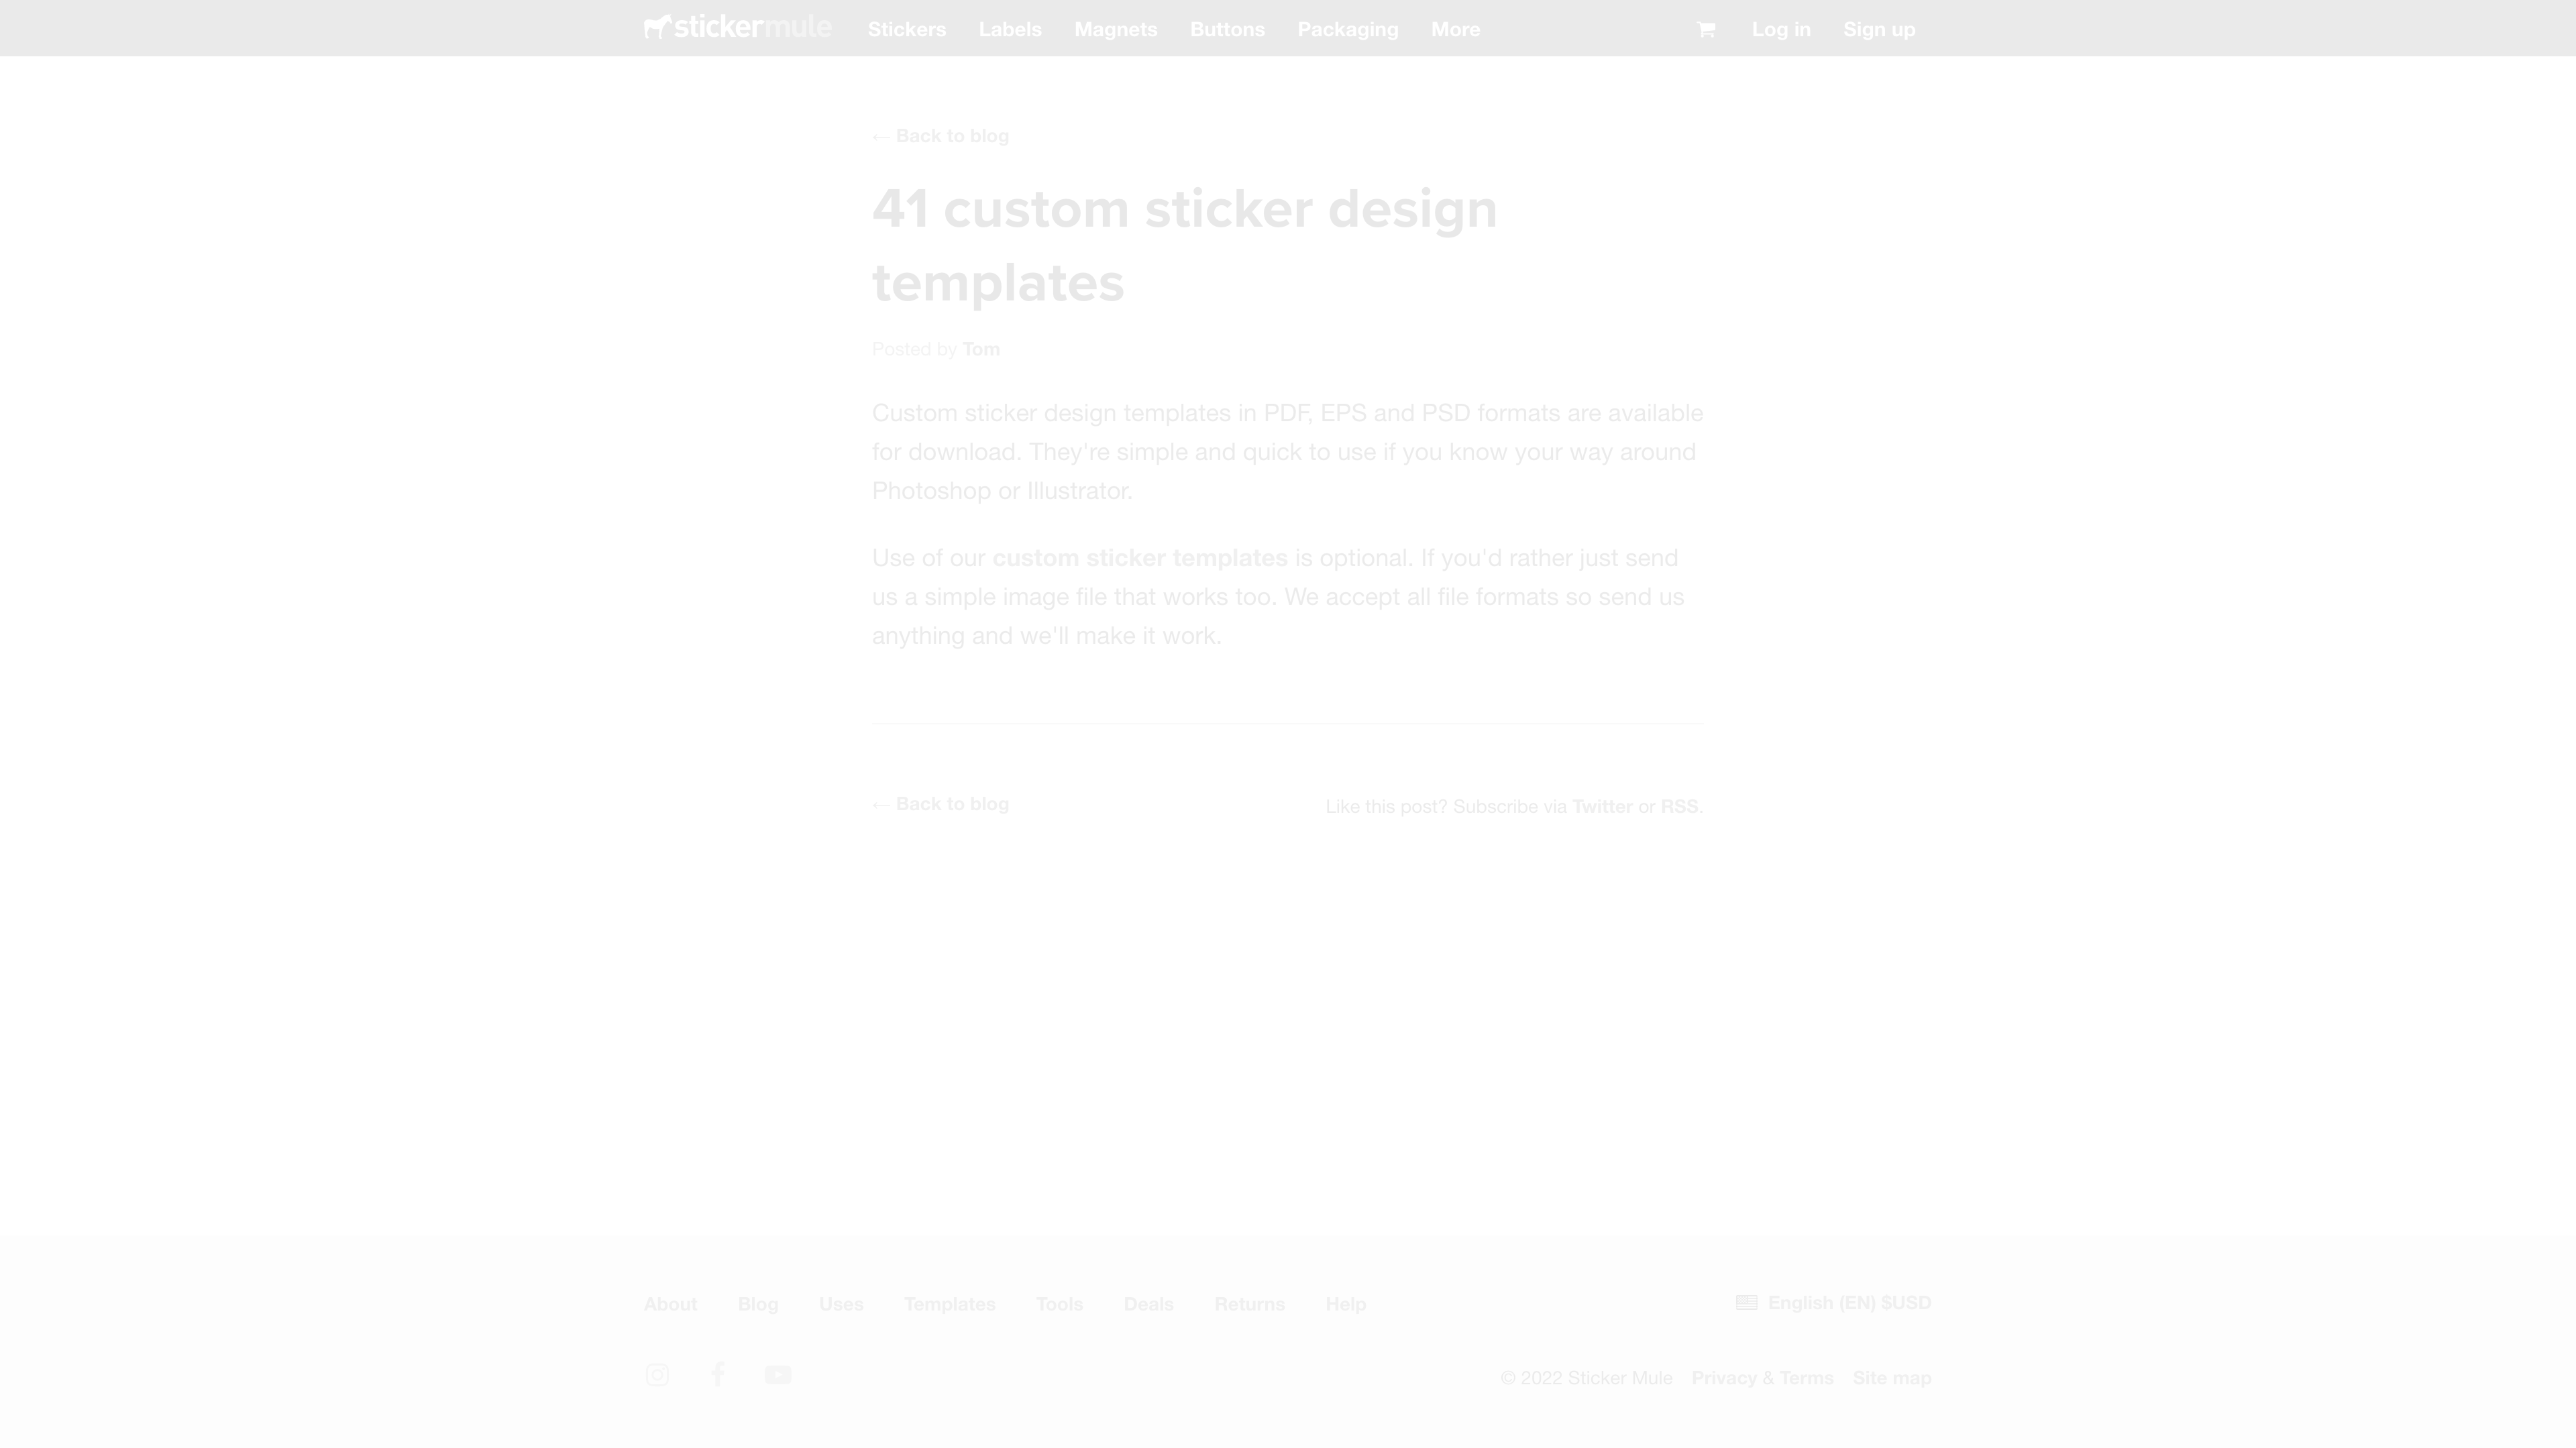 stickermule Stickers Labels Magnets Buttons Packaging More Log in Sign up
← Back to blog
41 custom sticker design
templates
Posted by Tom
Custom sticker design templates in PDF, EPS and PSD formats are available
for download. They're simple and quick to use if you know your way around
Photoshop or Illustrator.
Use of our custom sticker templates is optional. If you'd rather just send
us a simple image file that works too. We accept all file formats so send us
anything and we'll make it work.
← Back to blog
Like this post? Subscribe via Twitter or RSS.
About Blog Uses Templates Tools Deals Returns Help
English (EN) $USD
© 2022 Sticker Mule Privacy & Terms Site map